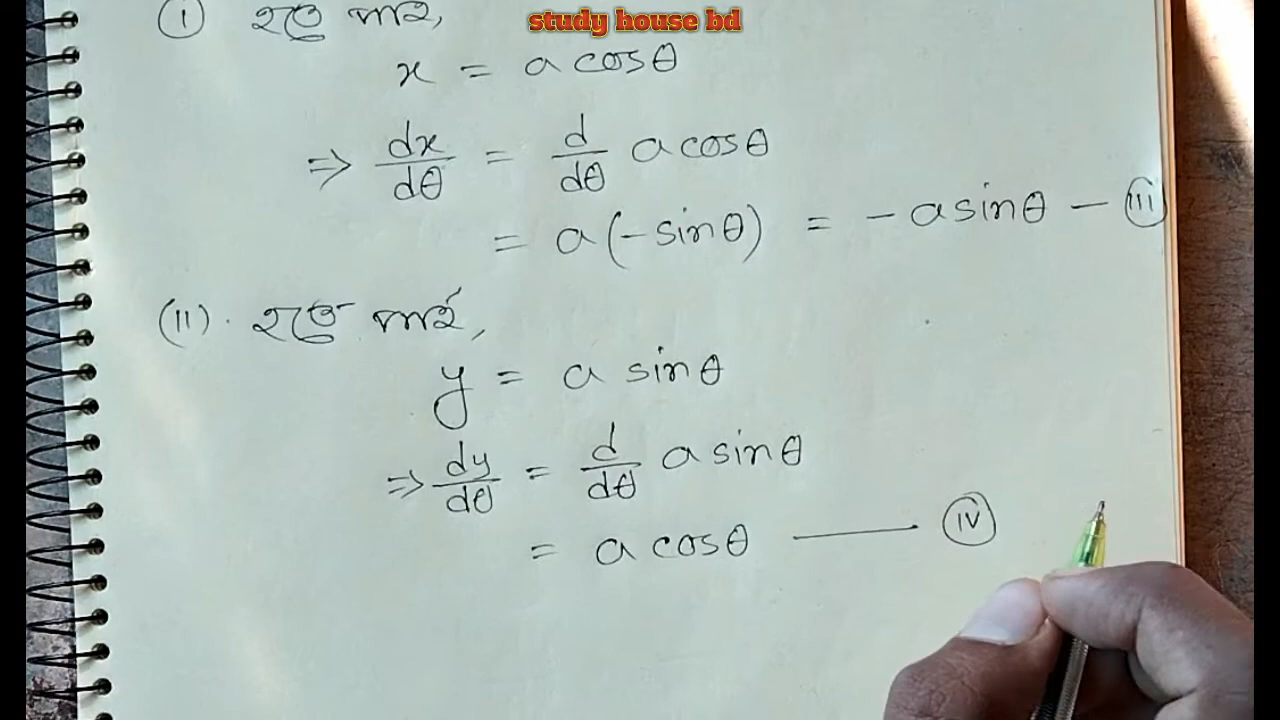 study house bd
(i) হতে পাই,
x = a cosθ
⇒ dx/dθ = d/dθ a cosθ
= a(-sinθ) = - a sinθ — (iii)
(ii). হতে পাই,
y = a sinθ
⇒ dy/dθ = d/dθ a sinθ
= a cosθ — (iv)